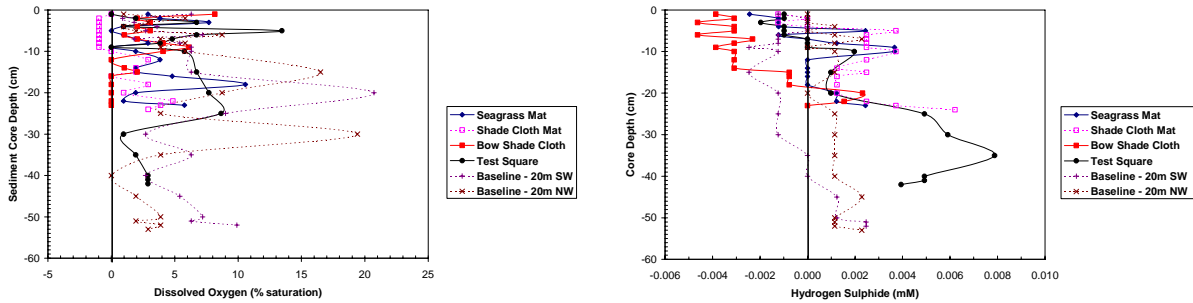 0
-10
-20
-30
-40
-50
-60
-5
0
5
10
15
20
25
Sediment Core Depth (cm)
Dissolved Oxygen (% saturation)
Seagrass Mat
Shade Cloth Mat
Bow Shade Cloth
Test Square
Baseline - 20m SW
Baseline - 20m NW
0
-10
-20
-30
-40
-50
-60
-0.006
-0.004
-0.002
0.000
0.002
0.004
0.006
0.008
0.010
Core Depth (cm)
Hydrogen Sulphide (mM)
Seagrass Mat
Shade Cloth Mat
Bow Shade Cloth
Test Square
Baseline - 20m SW
Baseline - 20m NW